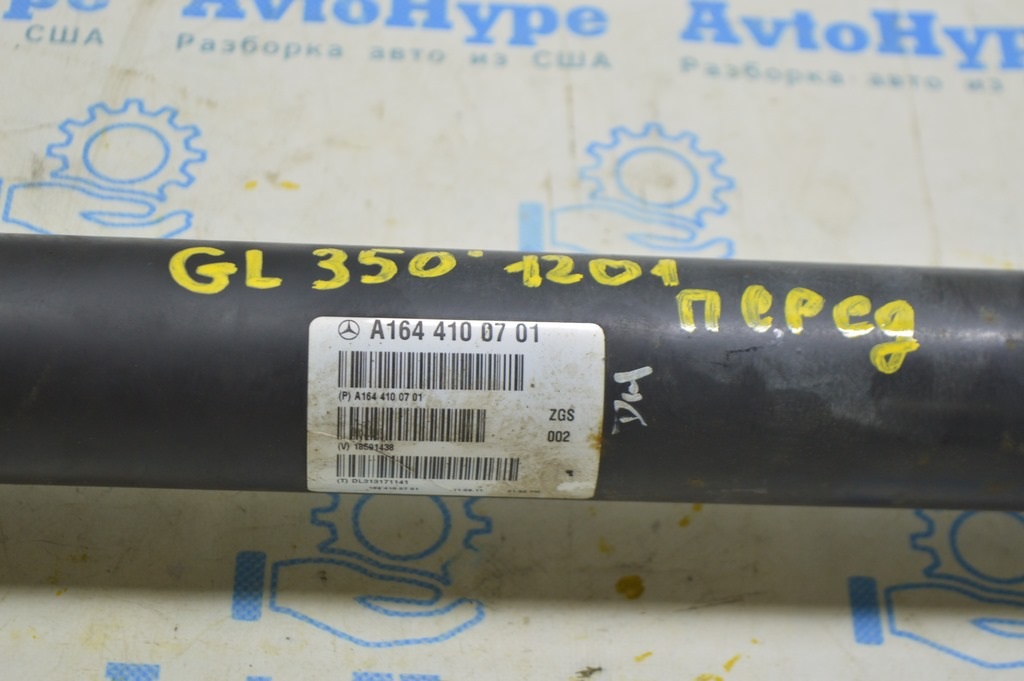 AvtoHype
AvtoHype
США
Разборка авто из США
Разборка авто из
GL 350 1201
перед
A164 410 07 01
(P) A164 410 07 01
ZGS
002
(V) 18591438
(T) DL313171141